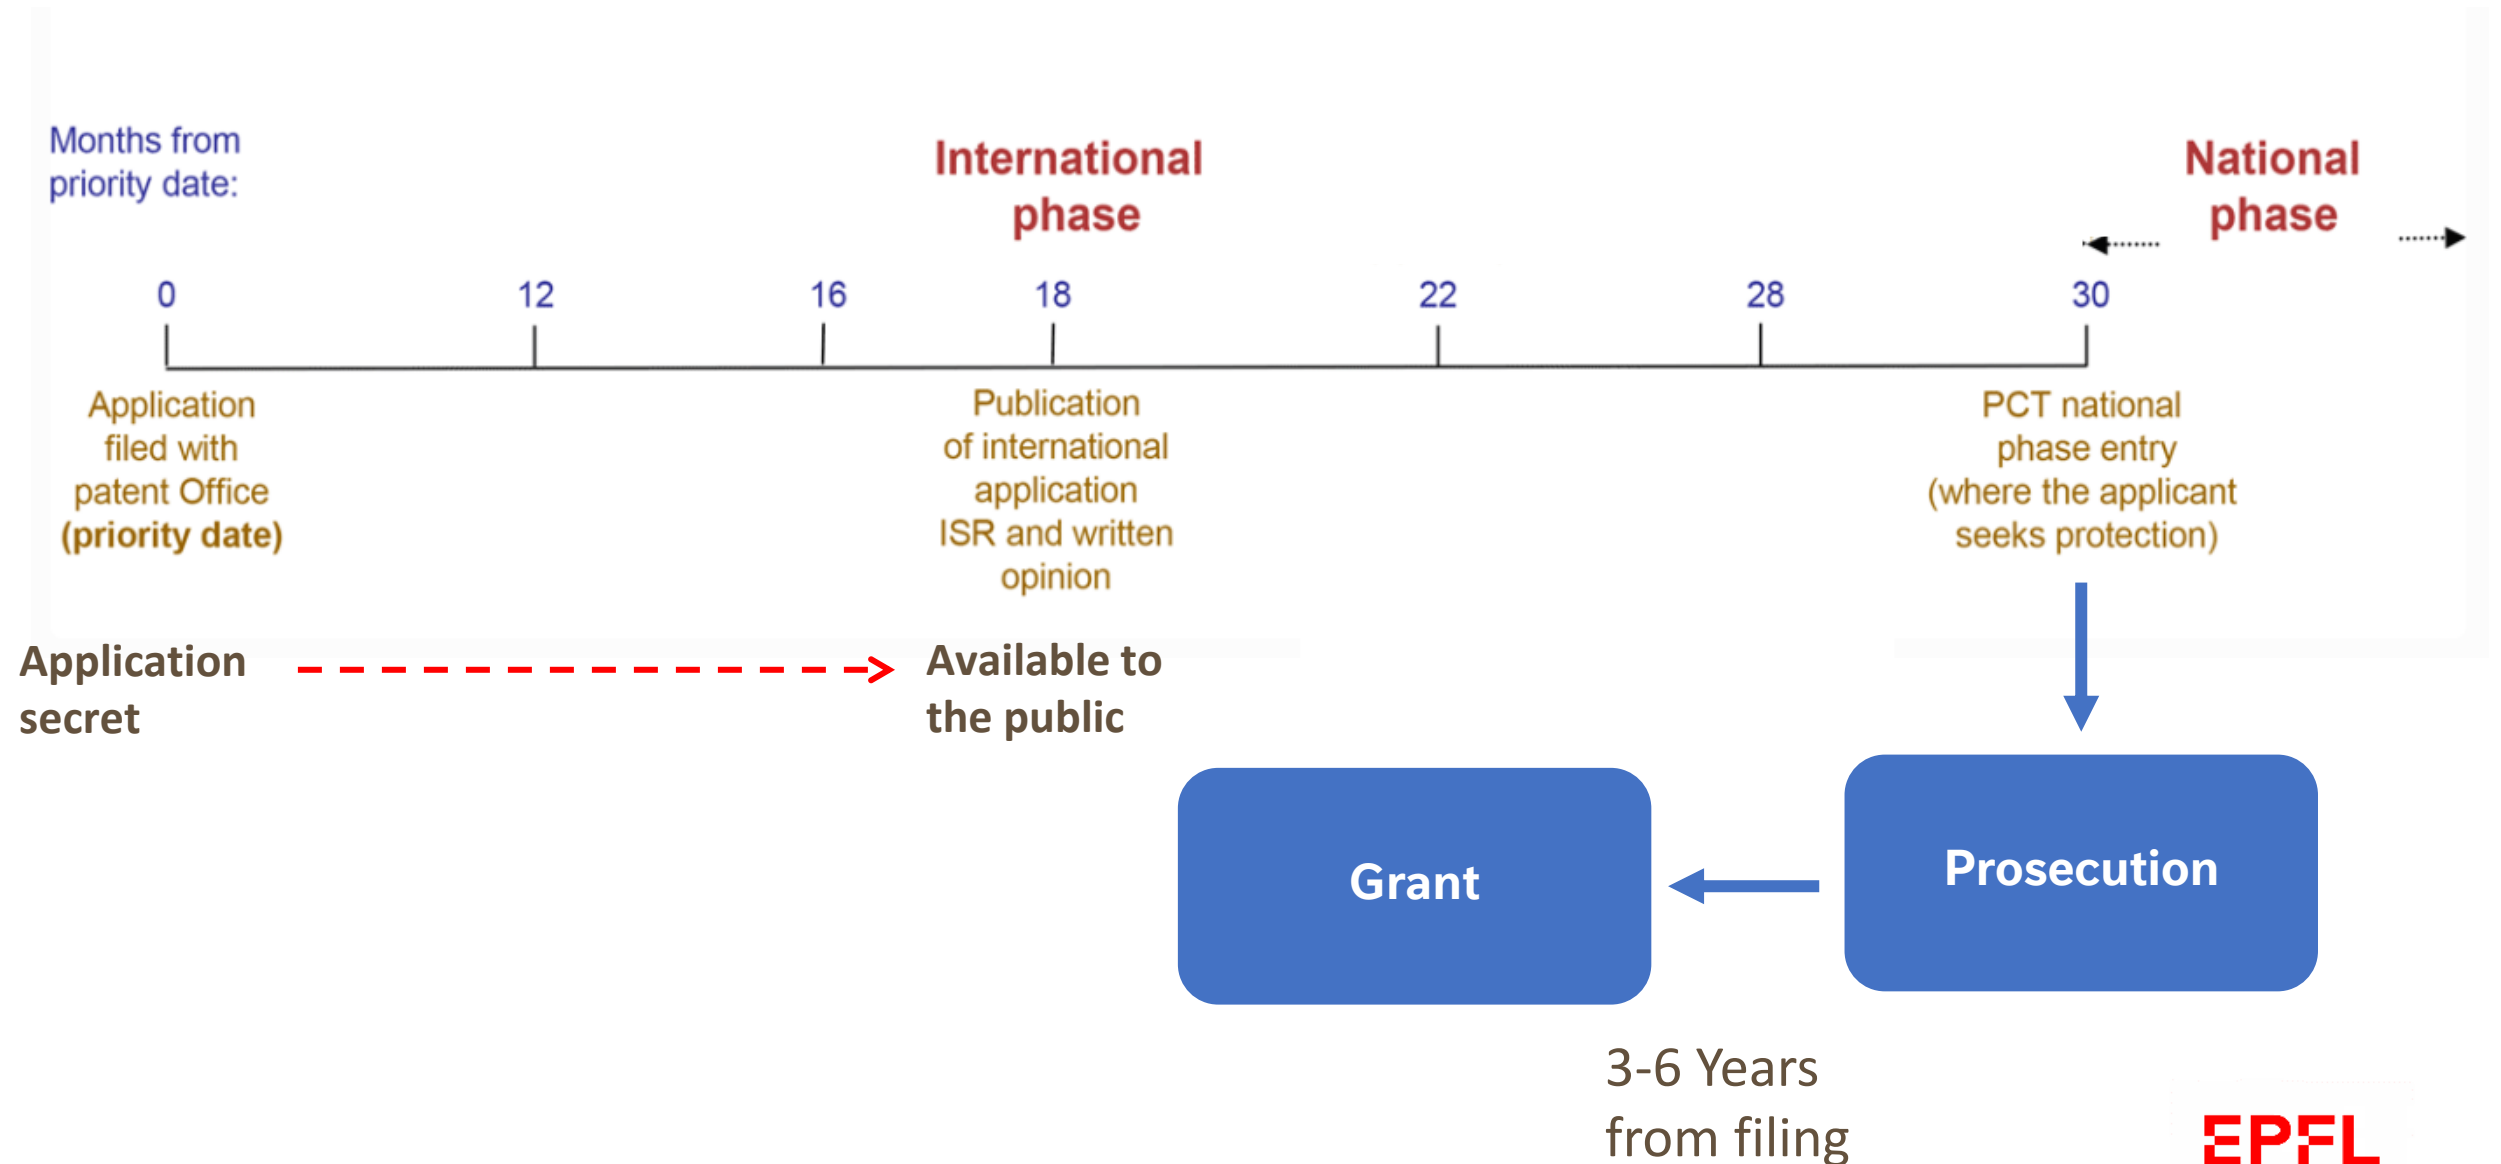 Months from
priority date:
International
phase
National
phase
0
12
16
18
22
28
30
Application
filed with
patent Office
(priority date)
Publication
of international
application
ISR and written
opinion
PCT national
phase entry
(where the applicant
seeks protection)
Application
secret
Available to
the public
Grant
Prosecution
3-6 Years
from filing
EPFL